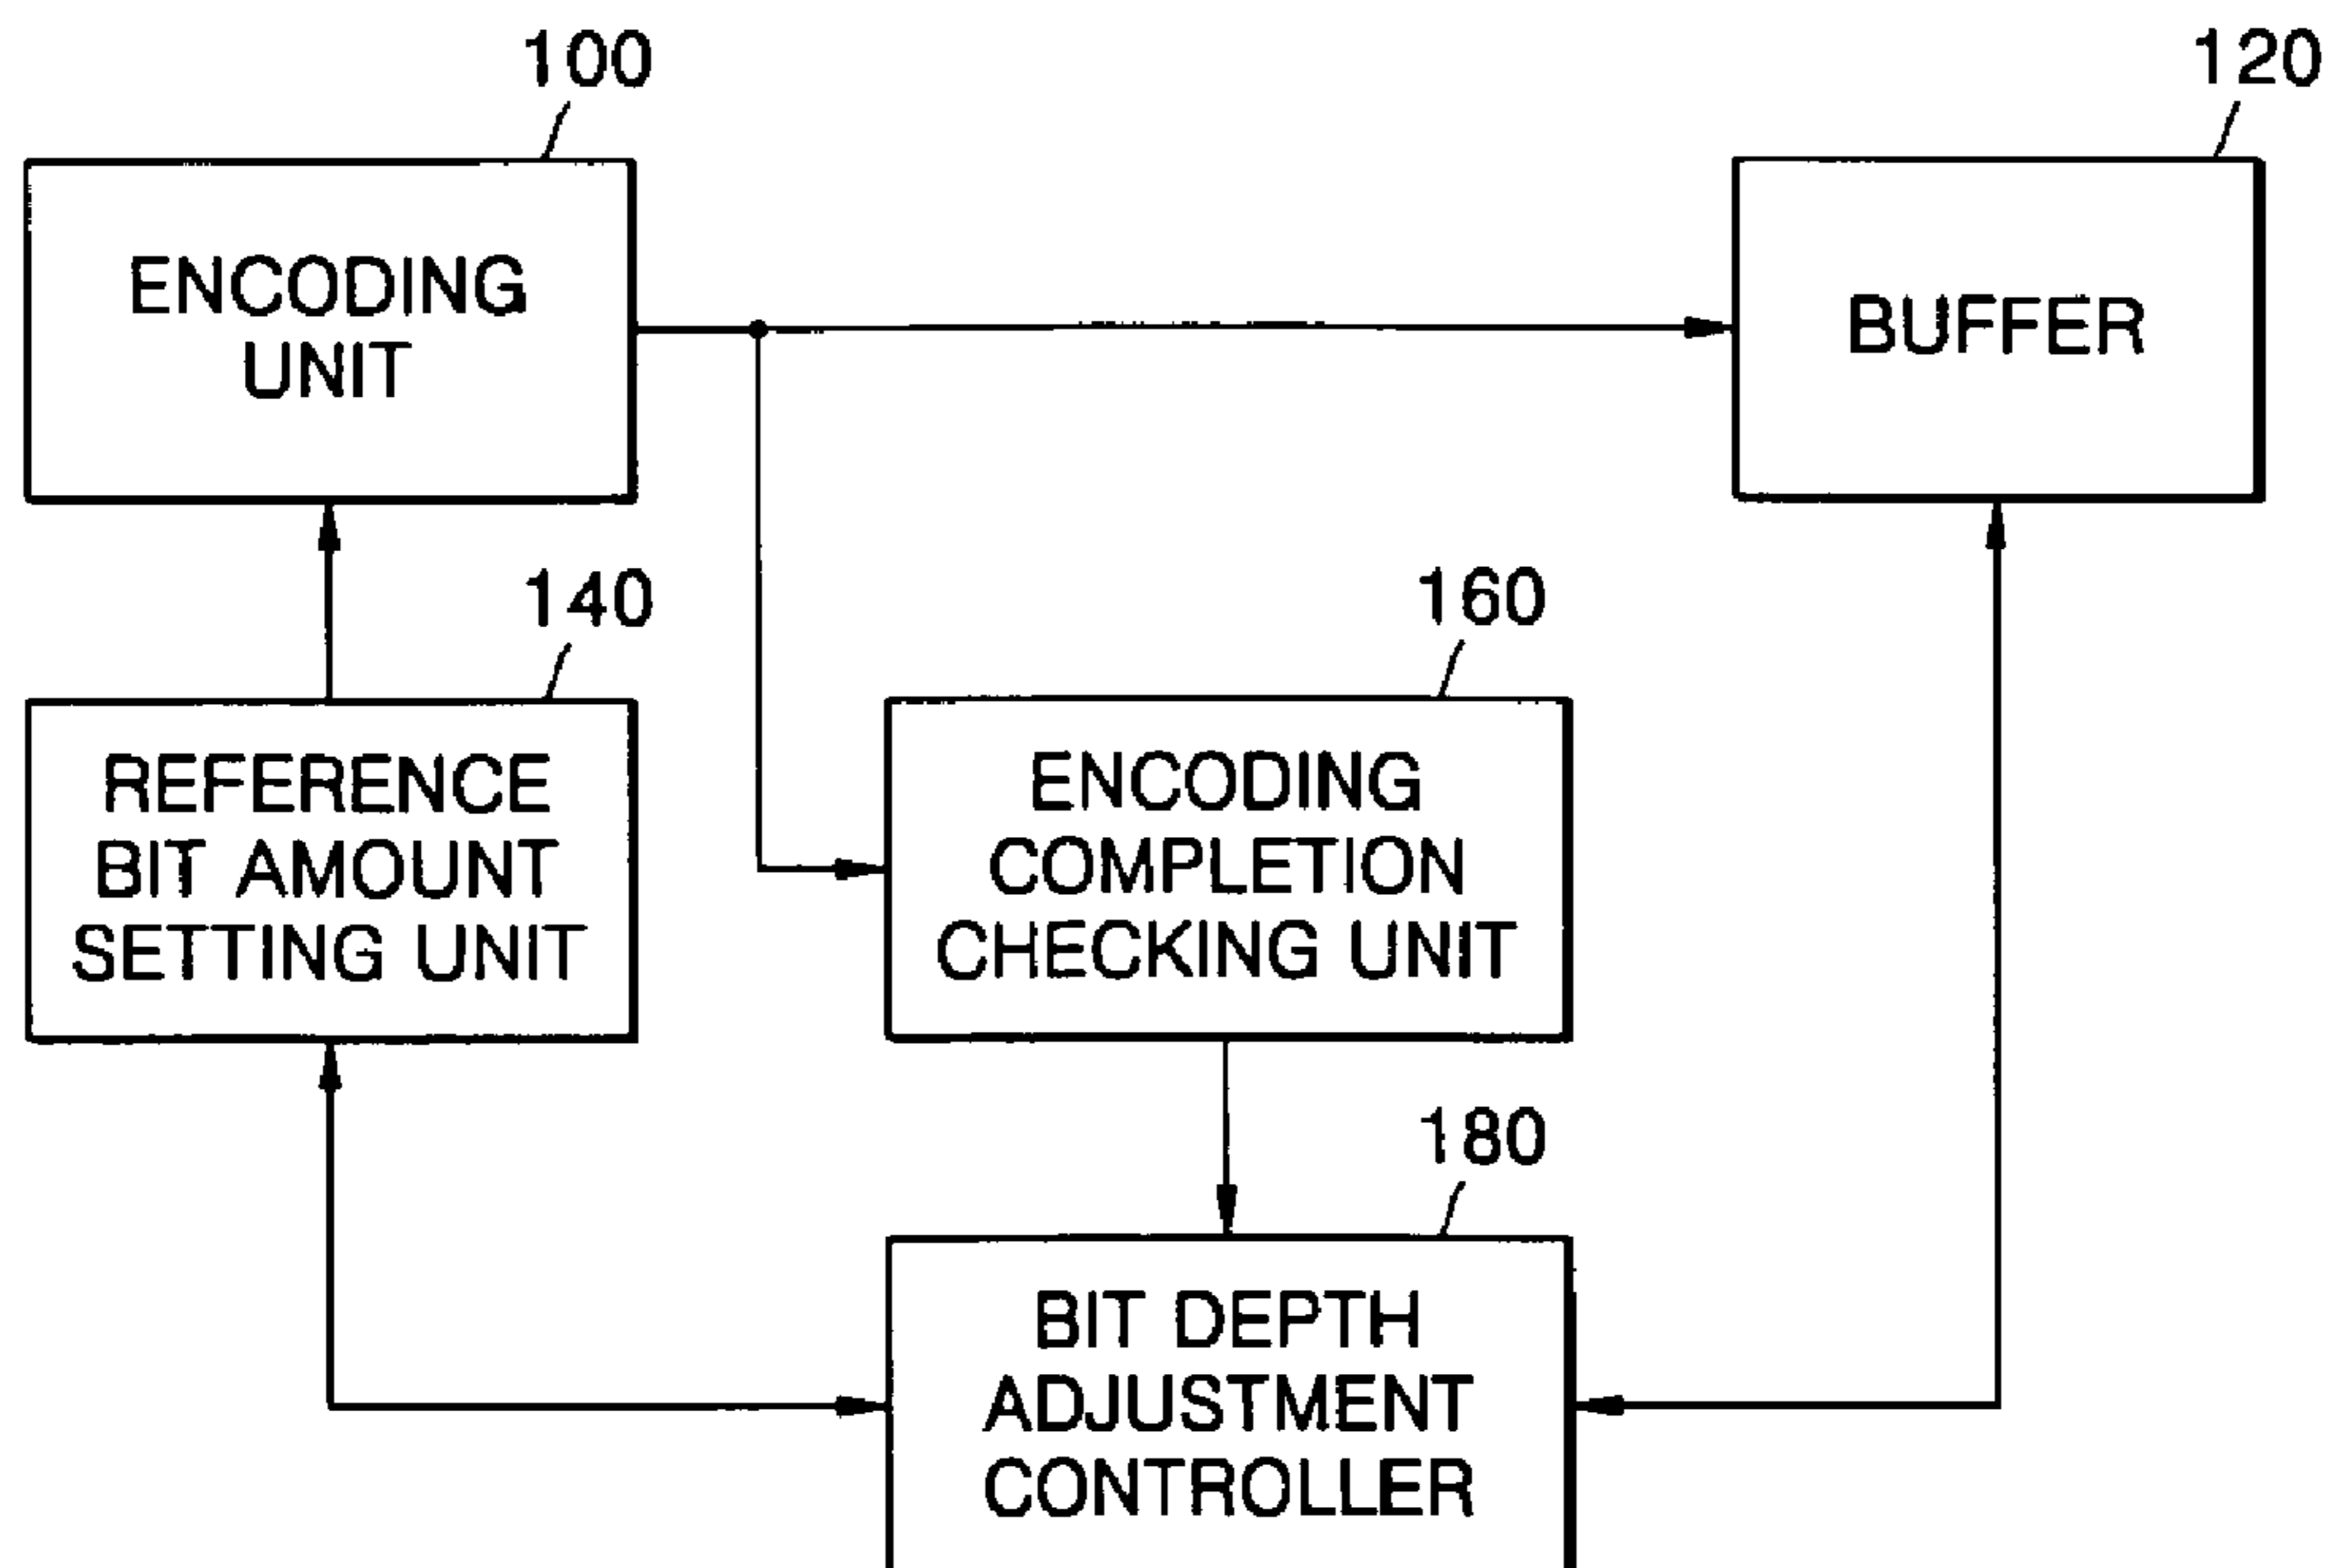 100
120
ENCODING
UNIT
BUFFER
140
160
REFERENCE
BIT AMOUNT
SETTING UNIT
ENCODING
COMPLETION
CHECKING UNIT
180
BIT DEPTH
ADJUSTMENT
CONTROLLER